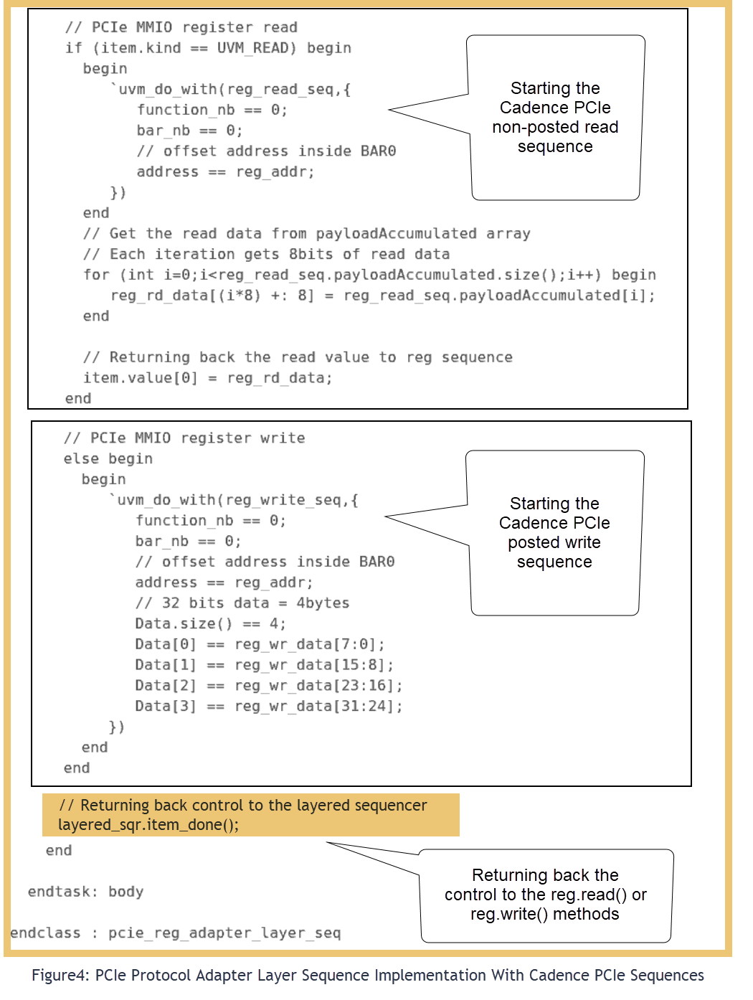 // PCIe MMIO register read
if (item.kind == UVM_READ) begin
begin
`uvm_do_with(reg_read_seq,{
function_nb == 0;
bar_nb == 0;
// offset address inside BAR0
address == reg_addr;
})
end
Starting the
Cadence PCIe
non-posted read
sequence
// Get the read data from payloadAccumulated array
// Each iteration gets 8bits of read data
for (int i=0;i<reg_read_seq.payloadAccumulated.size();i++) begin
reg_rd_data[(i*8) +: 8] = reg_read_seq.payloadAccumulated[i];
end
// Returning back the read value to reg sequence
item.value[0] = reg_rd_data;
end
// PCIe MMIO register write
else begin
begin
`uvm_do_with(reg_write_seq,{
function_nb == 0;
bar_nb == 0;
// offset address inside BAR0
address == reg_addr;
// 32 bits data = 4bytes
Data.size() == 4;
Data[0] == reg_wr_data[7:0];
Data[1] == reg_wr_data[15:8];
Data[2] == reg_wr_data[23:16];
Data[3] == reg_wr_data[31:24];
})
end
end
Starting the
Cadence PCIe
posted write
sequence
// Returning back control to the layered sequencer
layered_sqr.item_done();
end
Returning back the
control to the reg.read() or
reg.write() methods
endtask: body
endclass : pcie_reg_adapter_layer_seq
Figure4: PCIe Protocol Adapter Layer Sequence Implementation With Cadence PCIe Sequences